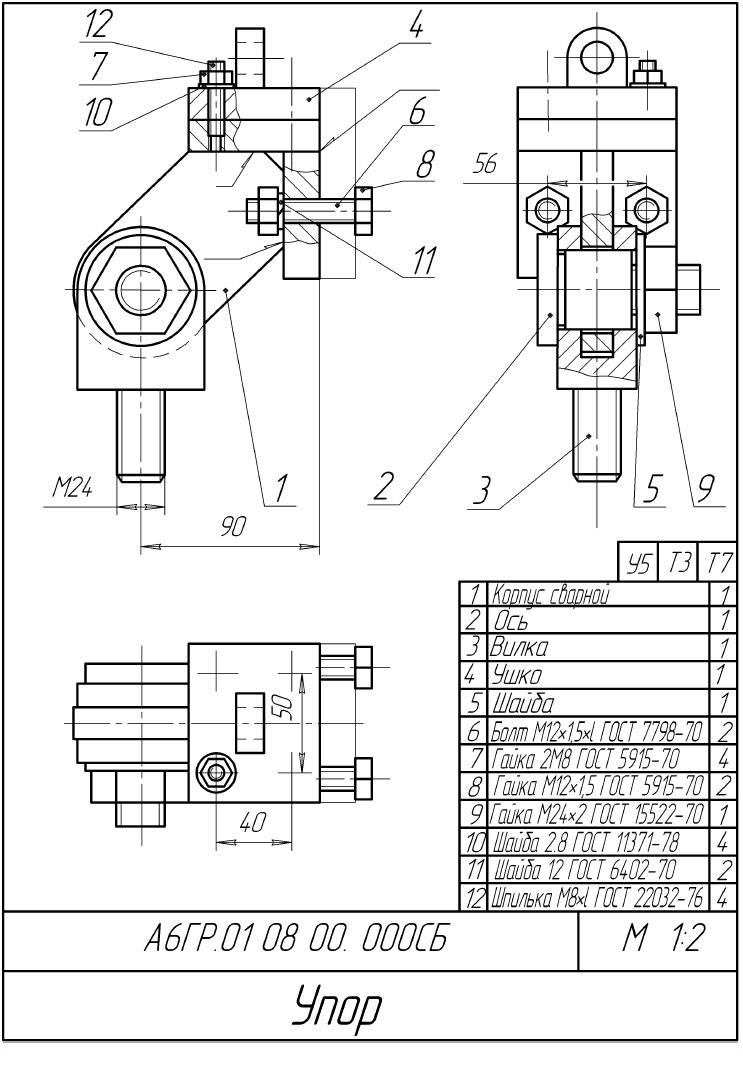 12
7
10
4
6
8
11
56
М24
1
90
2
3
5
9
50
40
У5 Т3 Т7
1 Корпус сварной 1
2 Ось 1
3 Вилка 1
4 Ушко 1
5 Шайба 1
6 Болт М12×1,5×l ГОСТ 7798-70 2
7 Гайка 2М8 ГОСТ 5915-70 4
8 Гайка М12×1,5 ГОСТ 5915-70 2
9 Гайка М24×2 ГОСТ 15522-70 1
10 Шайба 2.8 ГОСТ 11371-78 4
11 Шайба 12 ГОСТ 6402-70 2
12 Шпилька М8×l ГОСТ 22032-76 4
А6ГР.01 08 00. 000СБ М 1:2
Упор